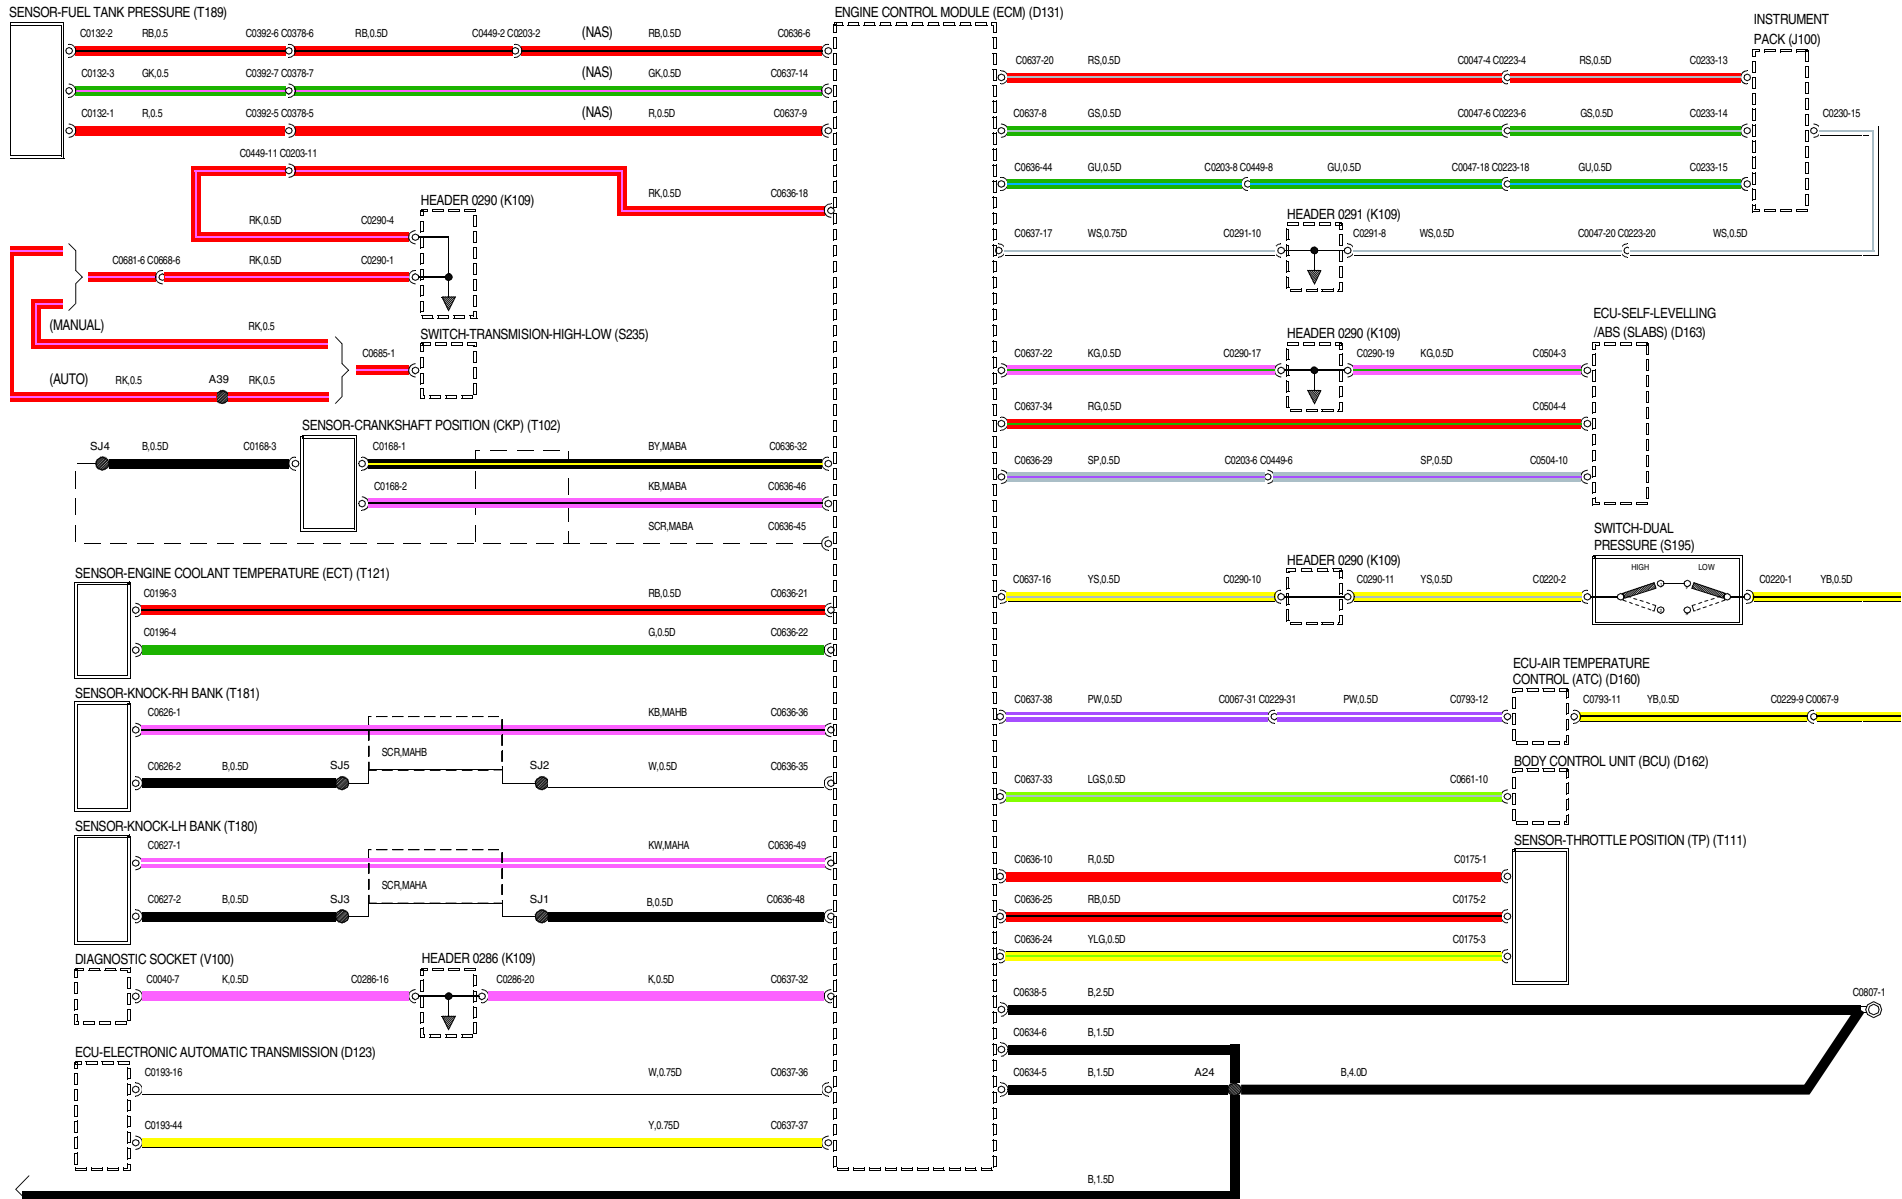 SENSOR-FUEL TANK PRESSURE (T189)
C0132-2 RB,0.5 C0392-6 C0378-6 RB,0.5D C0449-2 C0203-2 (NAS) RB,0.5D C0636-6
C0132-3 GK,0.5 C0392-7 C0378-7 (NAS) GK,0.5D C0637-14
C0132-1 R,0.5 C0392-5 C0378-5 (NAS) R,0.5D C0637-9
C0449-11 C0203-11
RK,0.5D C0636-18
HEADER 0290 (K109)
RK,0.5D C0290-4
C0681-6 C0668-6 RK,0.5D C0290-1
(MANUAL) RK,0.5
SWITCH-TRANSMISION-HIGH-LOW (S235)
C0685-1
(AUTO) RK,0.5 A39 RK,0.5
SENSOR-CRANKSHAFT POSITION (CKP) (T102)
SJ4 B,0.5D C0168-3 C0168-1 BY,MABA C0636-32
C0168-2 KB,MABA C0636-46
SCR,MABA C0636-45
SENSOR-ENGINE COOLANT TEMPERATURE (ECT) (T121)
C0196-3 RB,0.5D C0636-21
C0196-4 G,0.5D C0636-22
SENSOR-KNOCK-RH BANK (T181)
C0626-1 KB,MAHB C0636-36
SCR,MAHB
C0626-2 B,0.5D SJ5 SJ2 W,0.5D C0636-35
SENSOR-KNOCK-LH BANK (T180)
C0627-1 KW,MAHA C0636-49
SCR,MAHA
C0627-2 B,0.5D SJ3 SJ1 B,0.5D C0636-48
DIAGNOSTIC SOCKET (V100)
HEADER 0286 (K109)
C0040-7 K,0.5D C0286-16 C0286-20 K,0.5D C0637-32
ECU-ELECTRONIC AUTOMATIC TRANSMISSION (D123)
C0193-16 W,0.75D C0637-36
C0193-44 Y,0.75D C0637-37
ENGINE CONTROL MODULE (ECM) (D131)
INSTRUMENT
PACK (J100)
C0637-20 RS,0.5D C0047-4 C0223-4 RS,0.5D C0233-13
C0637-8 GS,0.5D C0047-6 C0223-6 GS,0.5D C0233-14 C0230-15
C0636-44 GU,0.5D C0203-8 C0449-8 GU,0.5D C0047-18 C0223-18 GU,0.5D C0233-15
HEADER 0291 (K109)
C0637-17 WS,0.75D C0291-10 C0291-8 WS,0.5D C0047-20 C0223-20 WS,0.5D
ECU-SELF-LEVELLING
/ABS (SLABS) (D163)
HEADER 0290 (K109)
C0637-22 KG,0.5D C0290-17 C0290-19 KG,0.5D C0504-3
C0637-34 RG,0.5D C0504-4
C0636-29 SP,0.5D C0203-6 C0449-6 SP,0.5D C0504-10
SWITCH-DUAL
PRESSURE (S195)
HEADER 0290 (K109)
HIGH LOW
C0637-16 YS,0.5D C0290-10 C0290-11 YS,0.5D C0220-2 C0220-1 YB,0.5D
ECU-AIR TEMPERATURE
CONTROL (ATC) (D160)
C0637-38 PW,0.5D C0067-31 C0229-31 PW,0.5D C0793-12 C0793-11 YB,0.5D C0229-9 C0067-9
BODY CONTROL UNIT (BCU) (D162)
C0637-33 LGS,0.5D C0661-10
SENSOR-THROTTLE POSITION (TP) (T111)
C0636-10 R,0.5D C0175-1
C0636-25 RB,0.5D C0175-2
C0636-24 YLG,0.5D C0175-3
C0638-5 B,2.5D C0807-1
C0634-6 B,1.5D
C0634-5 B,1.5D A24 B,4.0D
B,1.5D